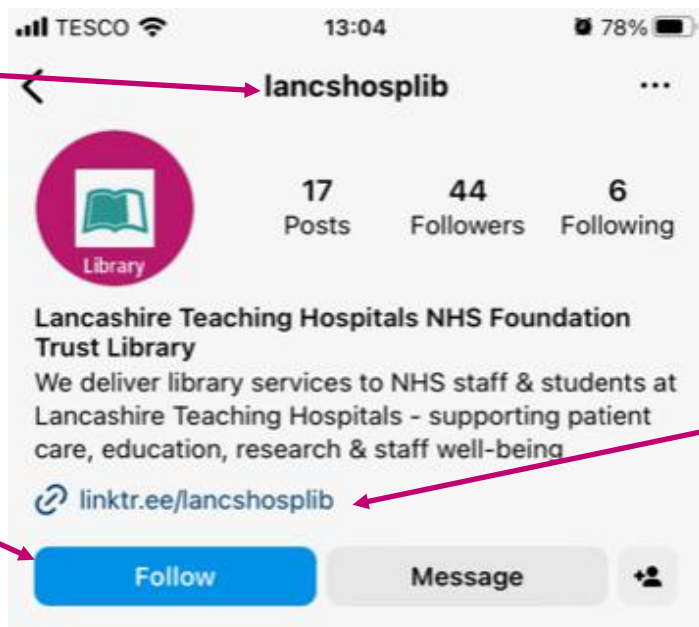 TESCO 13:04 78%
lancshosplib
17 44 6
Posts Followers Following
Library
Lancashire Teaching Hospitals NHS Foundation
Trust Library
We deliver library services to NHS staff & students at
Lancashire Teaching Hospitals - supporting patient
care, education, research & staff well-being
linktr.ee/lancshosplib
Follow Message